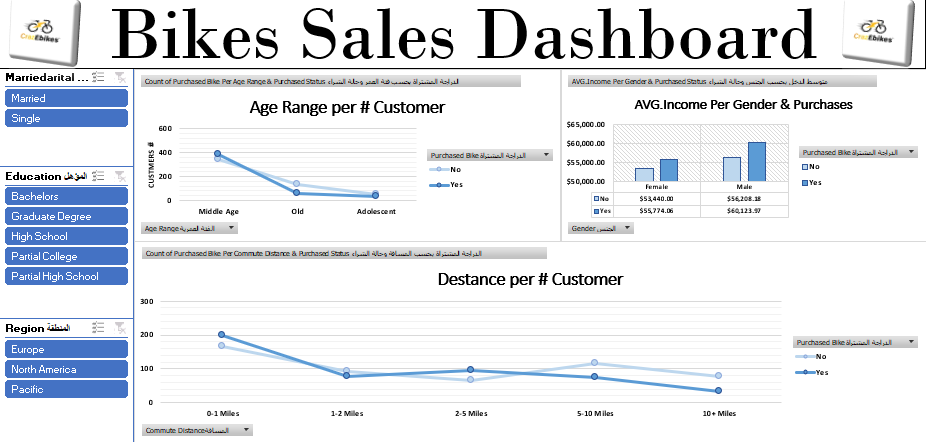 CrazEbikes
Bikes Sales Dashboard
CrazEbikes
Marriedarital ...
Married
Single
Education المؤهل
Bachelors
Graduate Degree
High School
Partial College
Partial High School
Region المنطقة
Europe
North America
Pacific
Count of Purchased Bike Per Age Range & Purchased Status الدراجة المشتراة بحسب فئة العمر وحالة الشراء
Age Range per # Customer
CUSTMERS #
600
400
200
0
Middle Age
Old
Adolescent
Purchased Bike الدراجة المشتراة
No
Yes
Age Range الفئة العمرية
AVG.Income Per Gender & Purchased Status متوسط الدخل بحسب الجنس وحالة الشراء
AVG.Income Per Gender & Purchases
$65,000.00
$60,000.00
$55,000.00
$50,000.00
Female
Male
No $53,440.00 $56,208.18
Yes $55,774.06 $60,123.97
Purchased Bike الدراجة المشتراة
No
Yes
Gender الجنس
Count of Purchased Bike Per Commute Distance & Purchased Status الدراجة المشتراة بحسب المسافة وحالة الشراء
Destance per # Customer
300
200
100
0
0-1 Miles
1-2 Miles
2-5 Miles
5-10 Miles
10+ Miles
Purchased Bike الدراجة المشتراة
No
Yes
Commute Distanceالمسافة